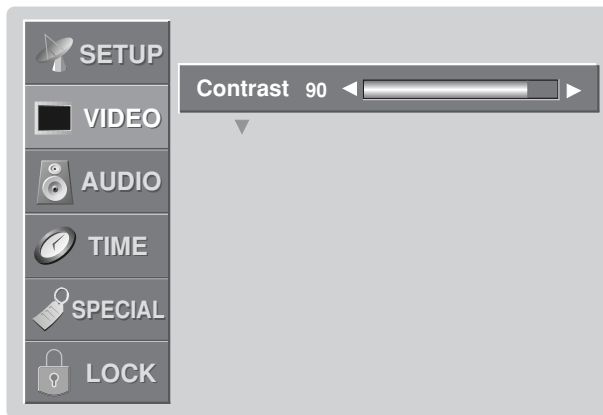 SETUP
VIDEO
AUDIO
TIME
SPECIAL
LOCK
Contrast 90